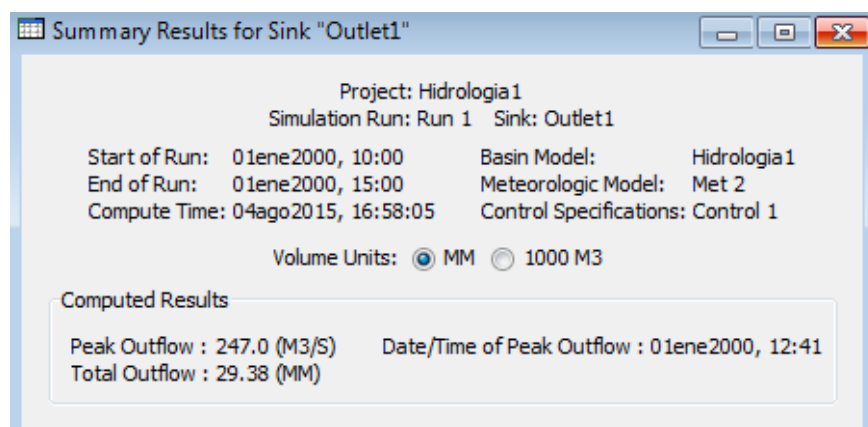 Summary Results for Sink "Outlet1"
Project: Hidrologia1
Simulation Run: Run 1 Sink: Outlet1
Start of Run: 01ene2000, 10:00 Basin Model: Hidrologia1
End of Run: 01ene2000, 15:00 Meteorologic Model: Met 2
Compute Time: 04ago2015, 16:58:05 Control Specifications: Control 1
Volume Units: MM 1000 M3
Computed Results
Peak Outflow : 247.0 (M3/S) Date/Time of Peak Outflow : 01ene2000, 12:41
Total Outflow : 29.38 (MM)